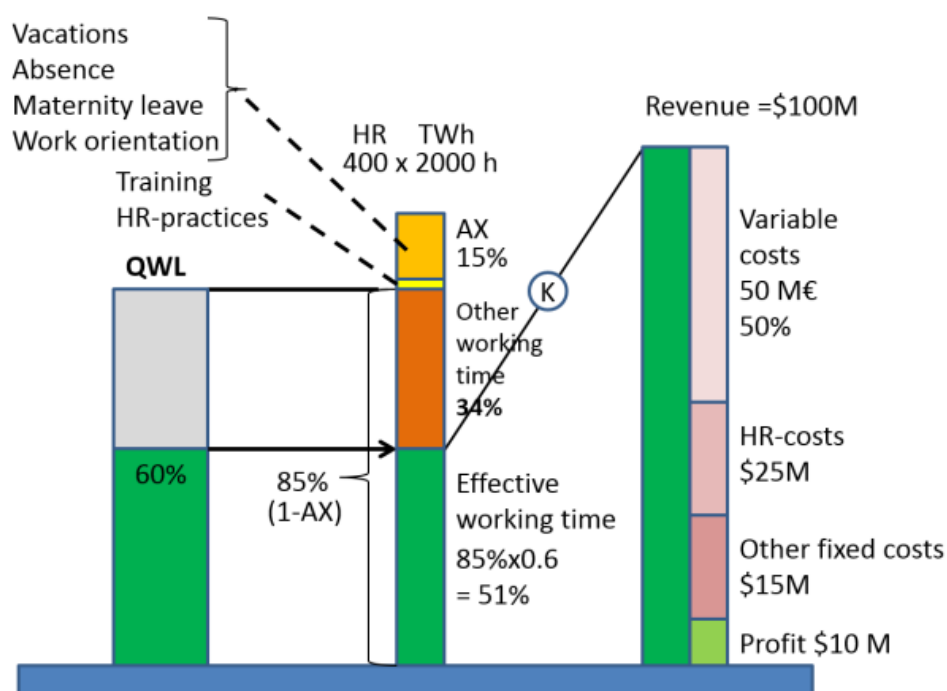 Vacations
Absence
Maternity leave
Work orientation
Training
HR-practices
QWL
60%
HR TWh
400 x 2000 h
AX
15%
Other
working
time
34%
85%
(1-AX)
Effective
working time
85%x0.6
= 51%
K
Revenue =$100M
Variable
costs
50 M€
50%
HR-costs
$25M
Other fixed costs
$15M
Profit $10 M